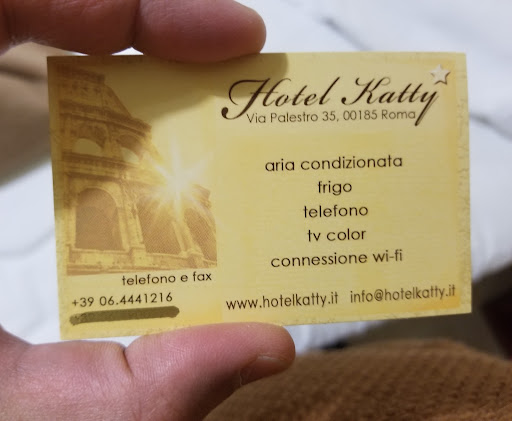 Hotel Katty
Via Palestro 35, 00185 Roma
aria condizionata
frigo
telefono
tv color
connessione wi-fi
telefono e fax
+39 06.4441216
www.hotelkatty.it info@hotelkatty.it